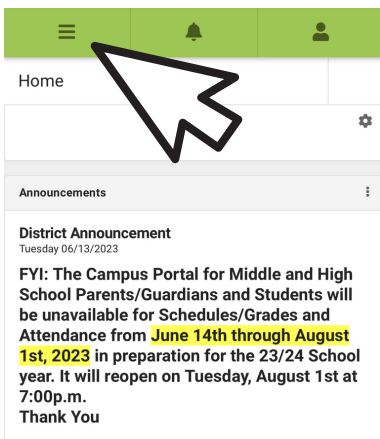 Home
Announcements
District Announcement
Tuesday 06/13/2023
FYI: The Campus Portal for Middle and High
School Parents/Guardians and Students will
be unavailable for Schedules/Grades and
Attendance from June 14th through August
1st, 2023 in preparation for the 23/24 School
year. It will reopen on Tuesday, August 1st at
7:00p.m.
Thank You